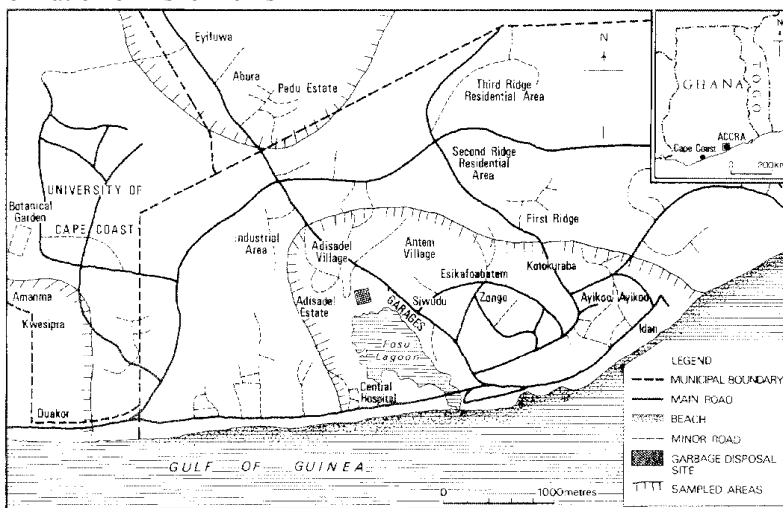 Eyiluwa
Abura
Pedu Estate
N
Third Ridge
Residential Area
Second Ridge
Residential
Area
N
GHANA
TOGO
ACCRA
Cape Coast
0 200km
UNIVERSITY OF
CAPE COAST
Botanical
Garden
Industrial
Area
First Ridge
Adisadel
Village
Antem
Village
Esikafoabatem
Kotokuraba
Amanma
Kwesipra
Adisadel
Estate
GARAGES
Siwudu
Zongo
Ayikoo
Ayikoo
Idan
Fosu
Lagoon
Central
Hospital
Duakor
GULF OF GUINEA
0 1000metres
LEGEND
MUNICIPAL BOUNDARY
MAIN ROAD
BEACH
MINOR ROAD
GARBAGE DISPOSAL
SITE
SAMPLED AREAS